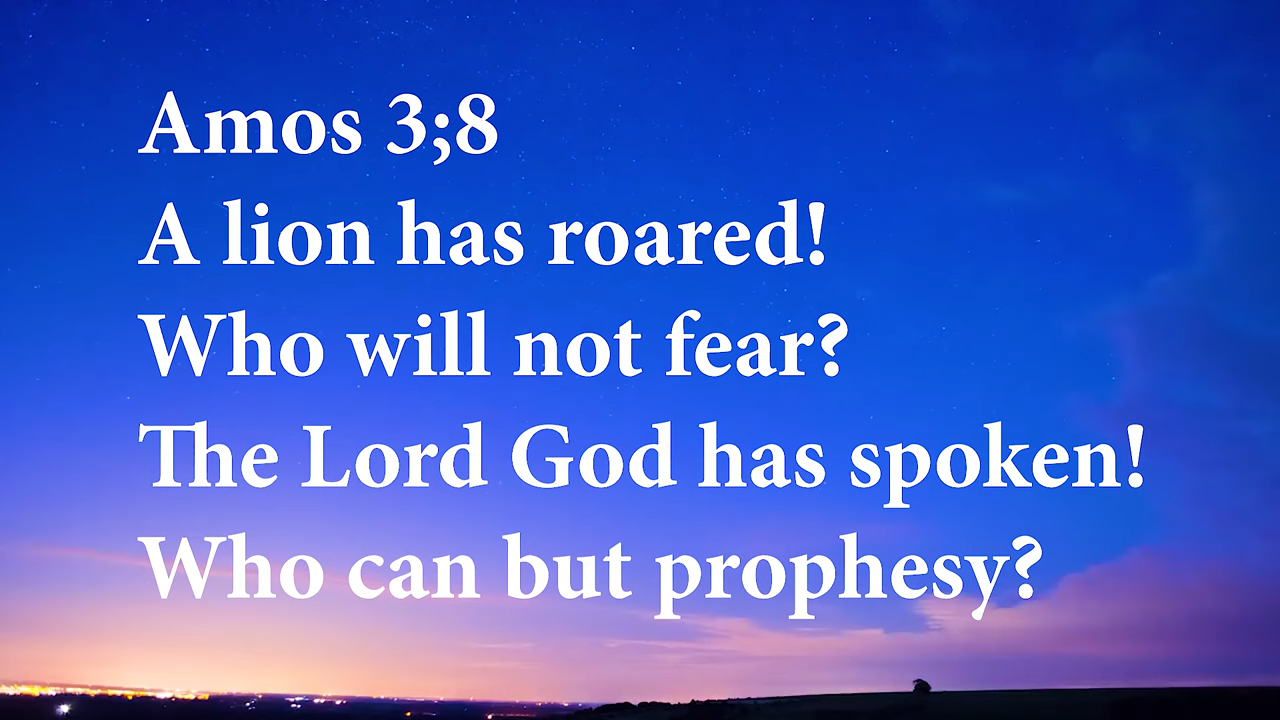 Amos 3;8
A lion has roared!
Who will not fear?
The Lord God has spoken!
Who can but prophesy?